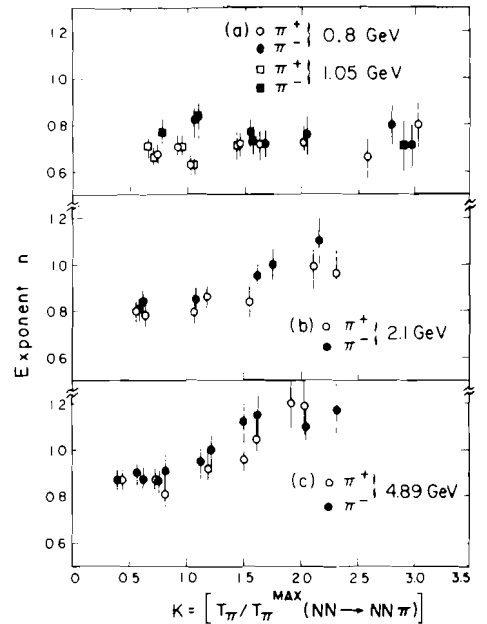 (a) ○ π+ } 0.8 GeV
● π−
□ π+ } 1.05 GeV
■ π−
1.2
1.0
0.8
0.6
1.2
1.0
0.8
0.6
(b) ○ π+ } 2.1 GeV
● π−
1.2
1.0
0.8
0.6
(c) ○ π+ } 4.89 GeV
● π−
Exponent n
0 0.5 1.0 1.5 2.0 2.5 3.0 3.5
K = [ Tπ / Tπ MAX (NN → NNπ) ]